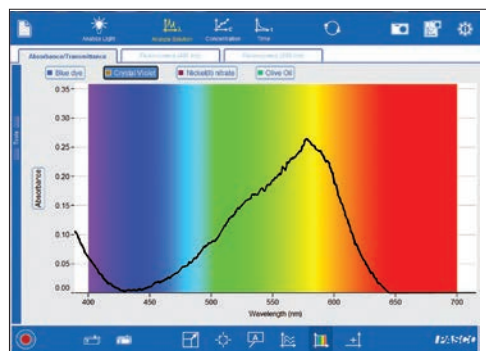 Analyze Light
Analyze Solution
Concentration
Time
Absorbance/Transmittance
Blue dye
Crystal Violet
Nickel(II) nitrate
Olive Oil
Tools
Absorbance
0.35
0.30
0.25
0.20
0.15
0.10
0.05
0.00
400
450
500
550
600
650
700
Wavelength (nm)
A
PASCO